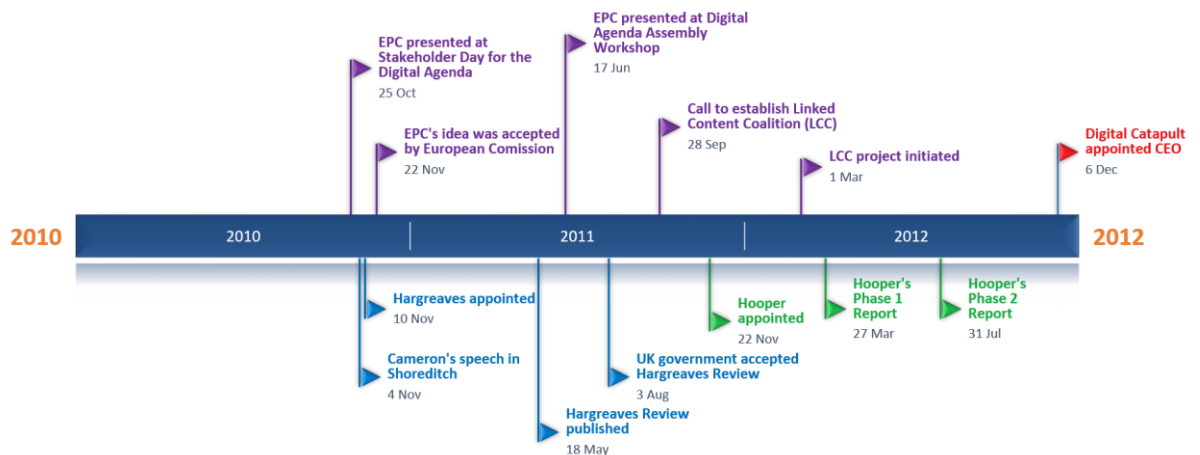 EPC presented at
Stakeholder Day for the
Digital Agenda
25 Oct
EPC's idea was accepted
by European Comission
22 Nov
EPC presented at Digital
Agenda Assembly
Workshop
17 Jun
Call to establish Linked
Content Coalition (LCC)
28 Sep
LCC project initiated
1 Mar
Digital Catapult
appointed CEO
6 Dec
2010
2010
2011
2012
2012
Hargreaves appointed
10 Nov
Cameron's speech in
Shoreditch
4 Nov
Hargreaves Review
published
18 May
UK government accepted
Hargreaves Review
3 Aug
Hooper
appointed
22 Nov
Hooper's
Phase 1
Report
27 Mar
Hooper's
Phase 2
Report
31 Jul